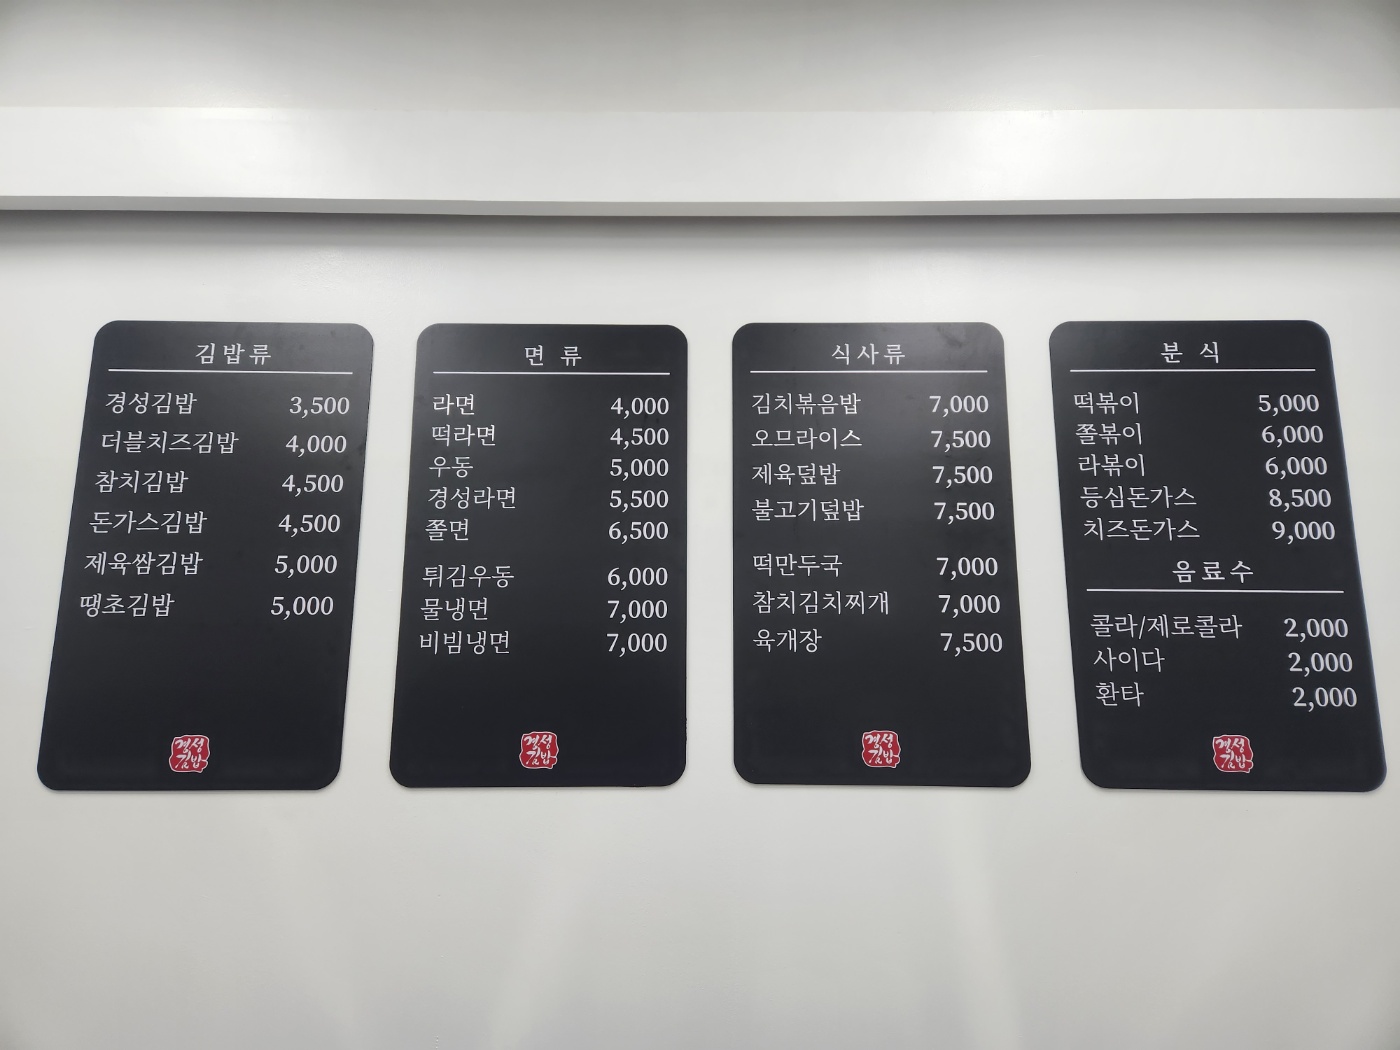 김밥류
경성김밥 3,500
더블치즈김밥 4,000
참치김밥 4,500
돈가스김밥 4,500
제육쌈김밥 5,000
땡초김밥 5,000
경성
김밥
면 류
라면 4,000
떡라면 4,500
우동 5,000
경성라면 5,500
쫄면 6,500
튀김우동 6,000
물냉면 7,000
비빔냉면 7,000
경성
김밥
식사류
김치볶음밥 7,000
오므라이스 7,500
제육덮밥 7,500
불고기덮밥 7,500
떡만두국 7,000
참치김치찌개 7,000
육개장 7,500
경성
김밥
분 식
떡볶이 5,000
쫄볶이 6,000
라볶이 6,000
등심돈가스 8,500
치즈돈가스 9,000
음료수
콜라/제로콜라 2,000
사이다 2,000
환타 2,000
경성
김밥